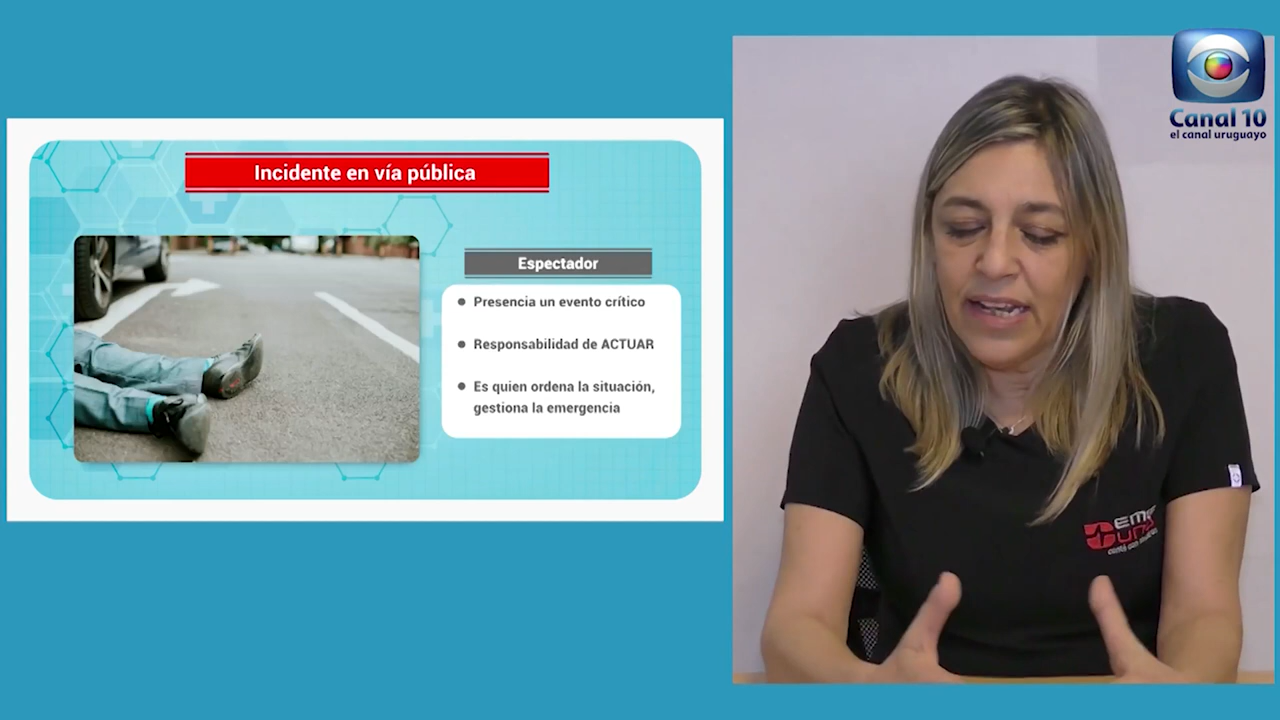 Incidente en vía pública
Espectador
Presencia un evento crítico
Responsabilidad de ACTUAR
Es quien ordena la situación,
gestiona la emergencia
Canal 10
el canal uruguayo